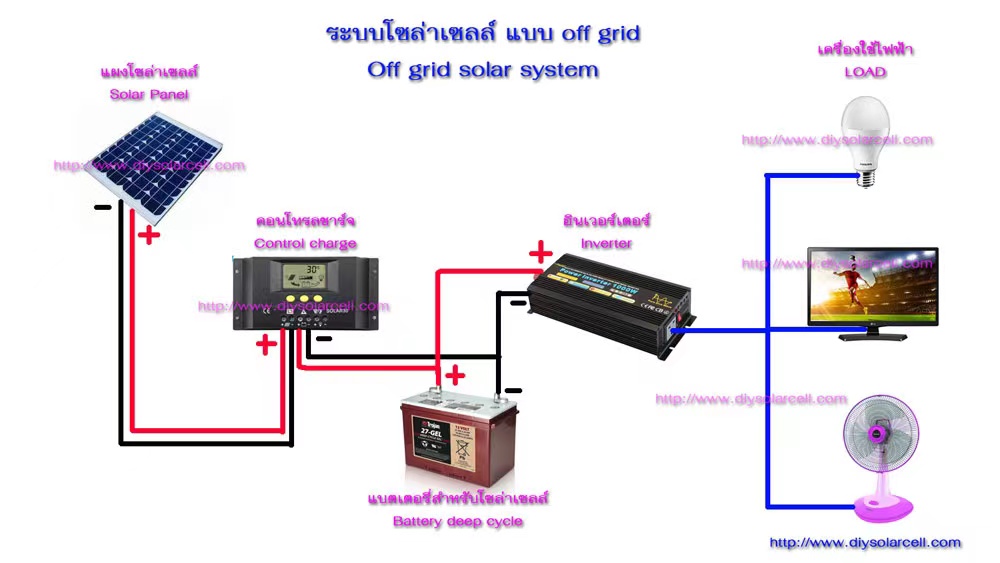 ระบบโซล่าเซลล์ แบบ off grid
Off grid solar system
แผงโซล่าเซลล์
Solar Panel
เครื่องใช้ไฟฟ้า
LOAD
http://www.diysolarcell.com
http://www.diysolarcell.com
คอนโทรลชาร์จ
Control charge
อินเวอร์เตอร์
Inverter
http://www.diysolarcell.com
http://www.diysolarcell.com
30°
SOLAR30
Power Inverter 1000W
Trojan
27-GEL
12 VOLT
http://www.diysolarcell.com
แบตเตอรี่สำหรับโซล่าเซลล์
Battery deep cycle
http://www.diysolarcell.com